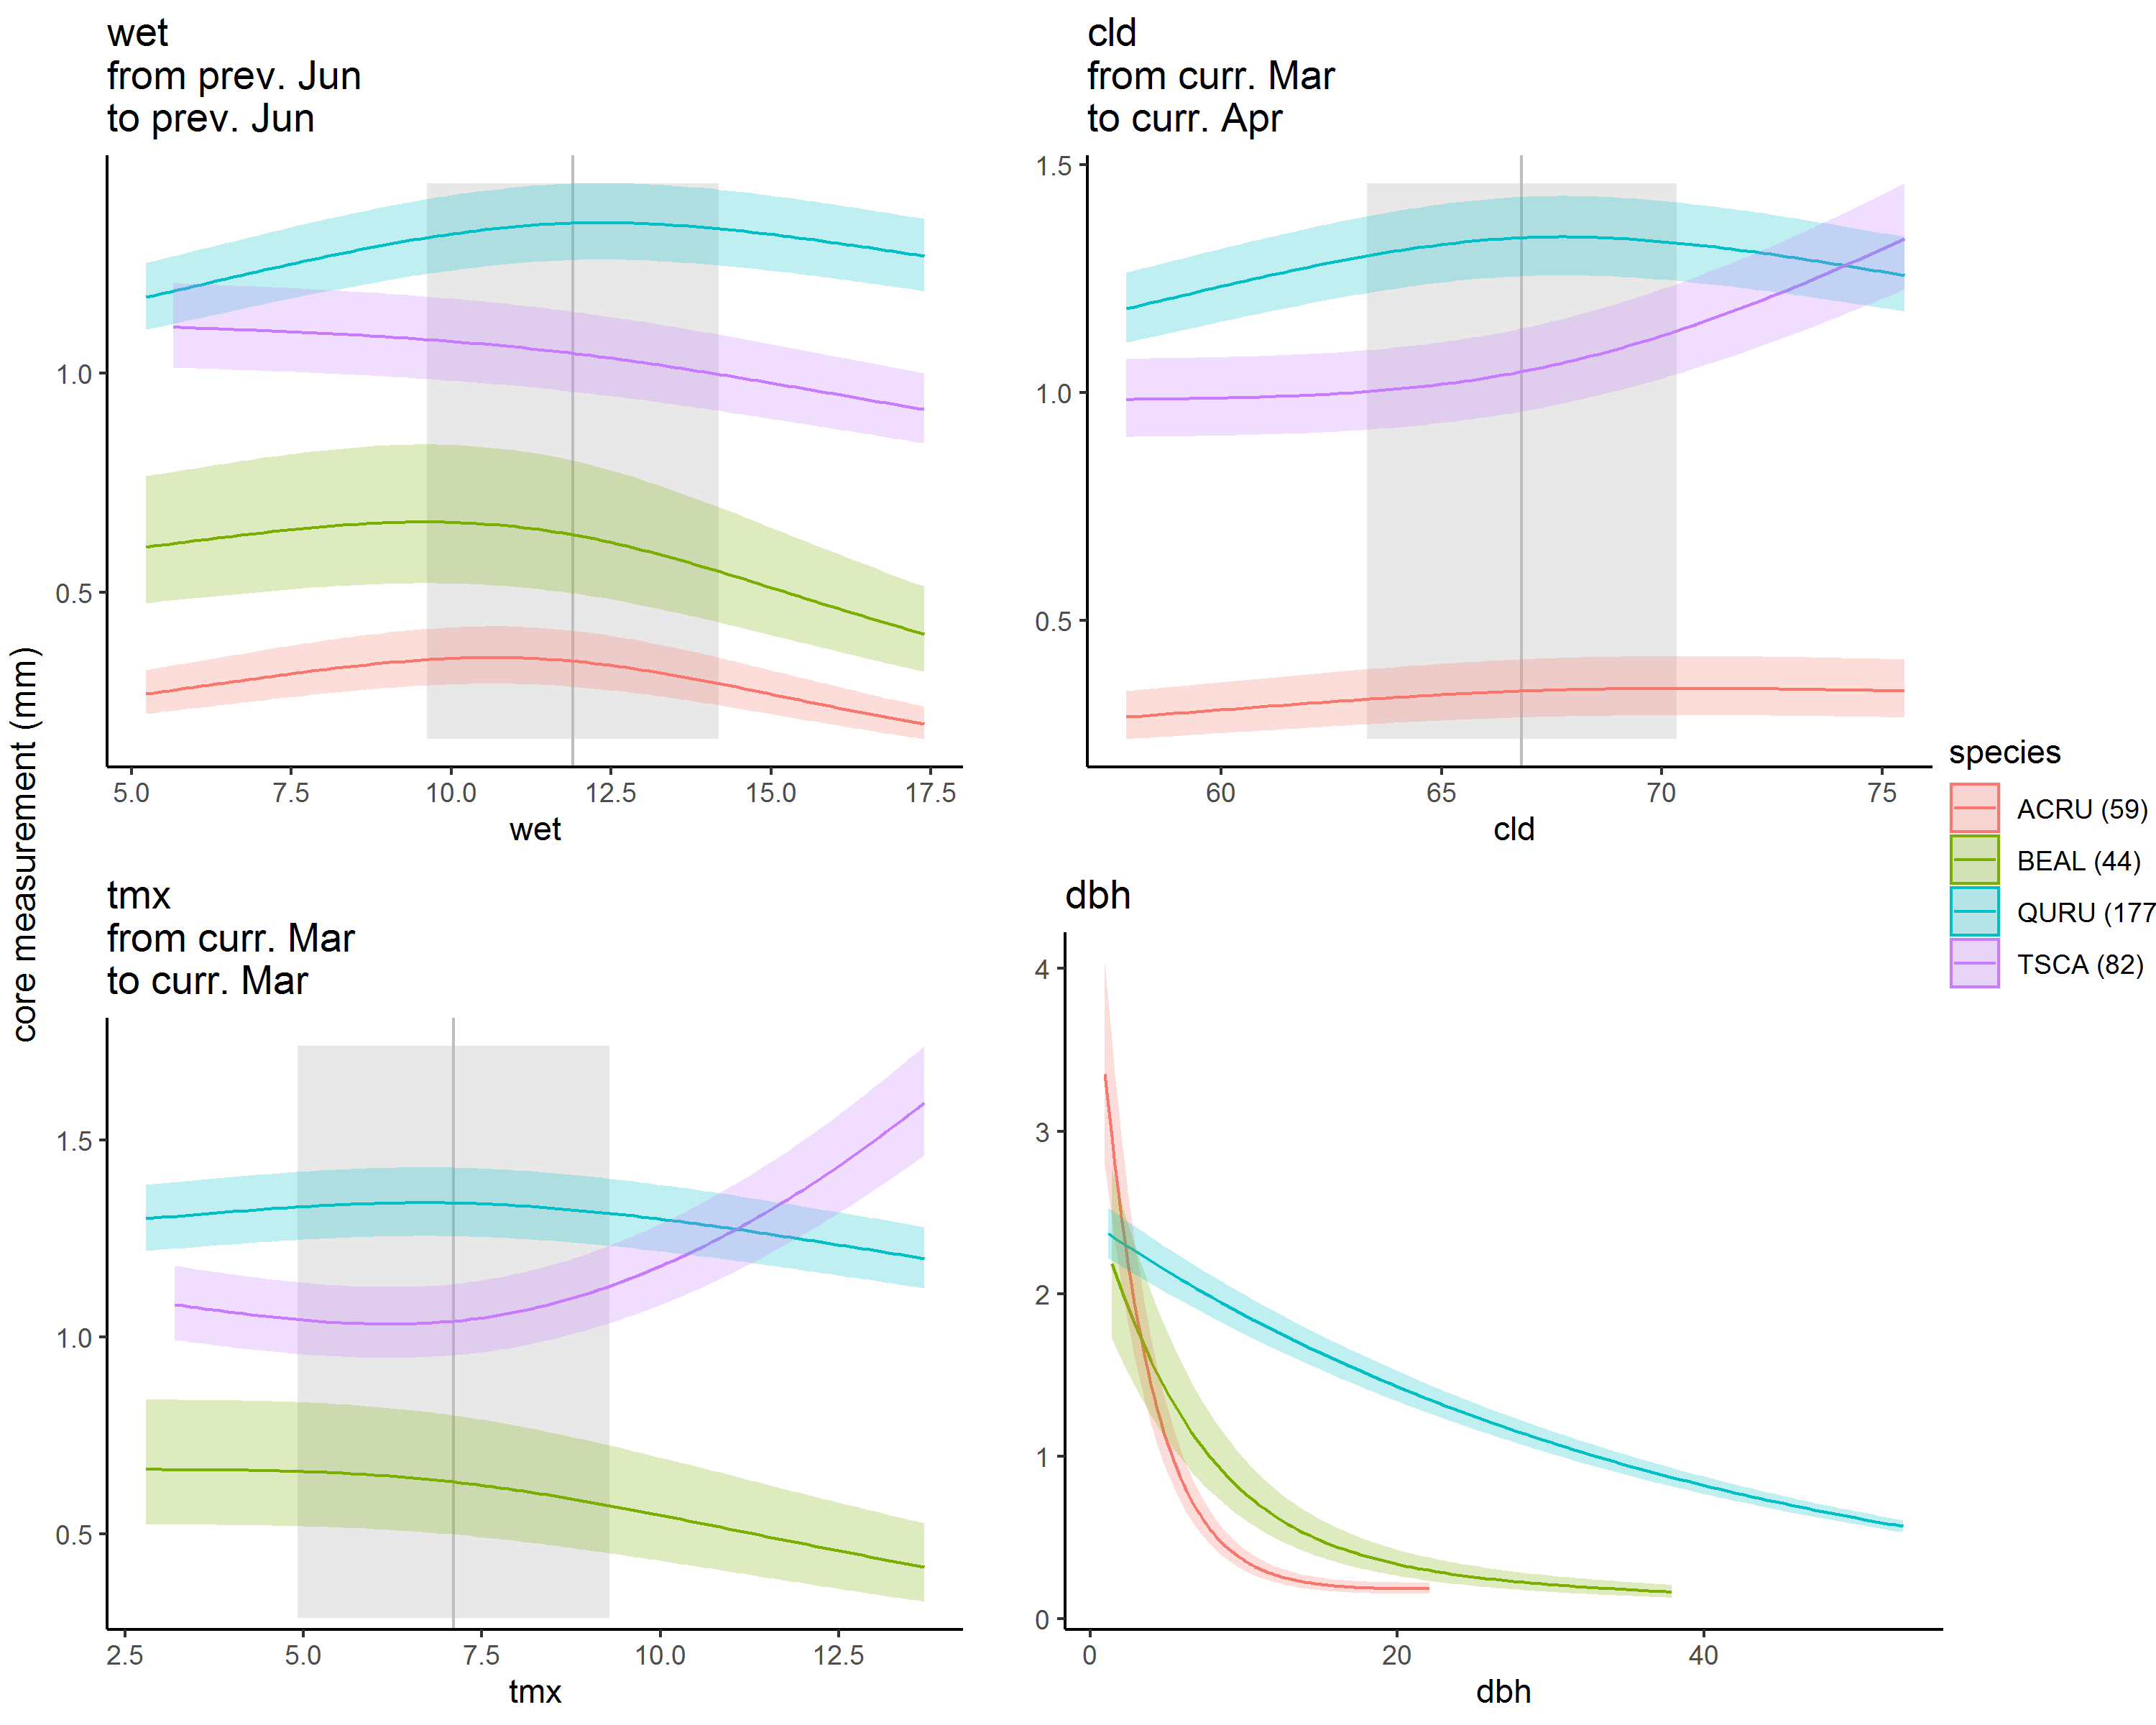 wet
from prev. Jun
to prev. Jun
1.0
0.5
5.0 7.5 10.0 12.5 15.0 17.5
wet
cld
from curr. Mar
to curr. Apr
1.5
1.0
0.5
60 65 70 75
cld
core measurement (mm)
tmx
from curr. Mar
to curr. Mar
1.5
1.0
0.5
2.5 5.0 7.5 10.0 12.5
tmx
dbh
4
3
2
1
0
0 20 40
dbh
species
ACRU (59)
BEAL (44)
QURU (177
TSCA (82)